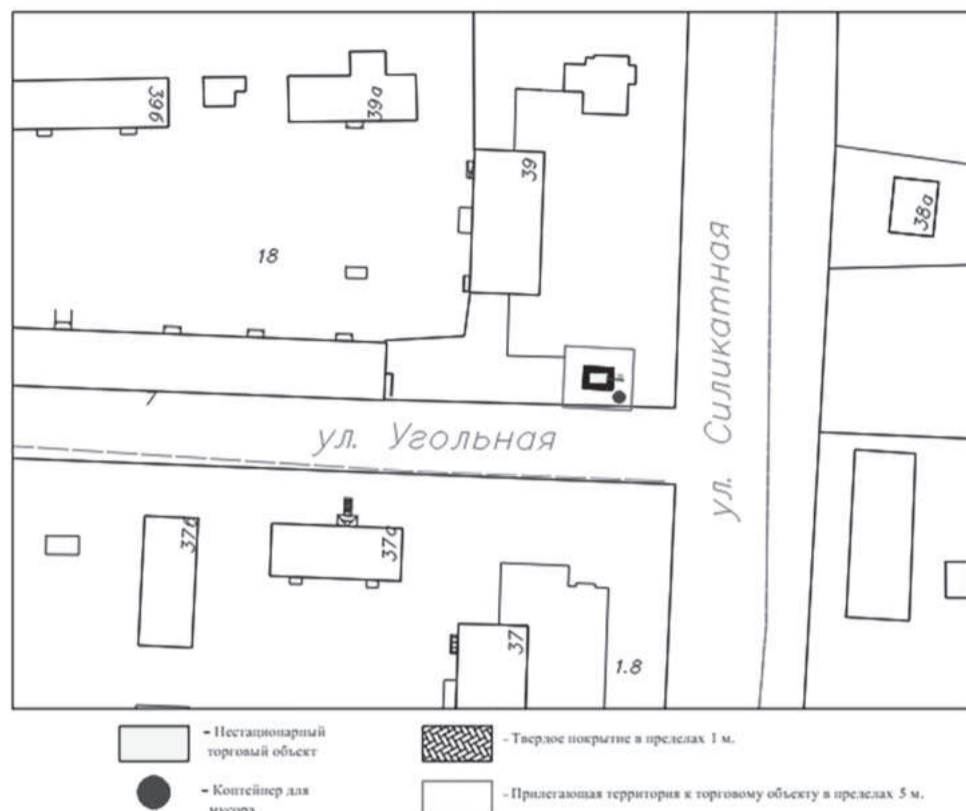 39б
39а
39
38а
18
ул. Силикатная
ул. Угольная
37а
37
1.8
- Нестационарный
торговый объект
- Твердое покрытие в пределах 1 м.
- Контейнер для
мусора
- Прилегающая территория к торговому объекту в пределах 5 м.